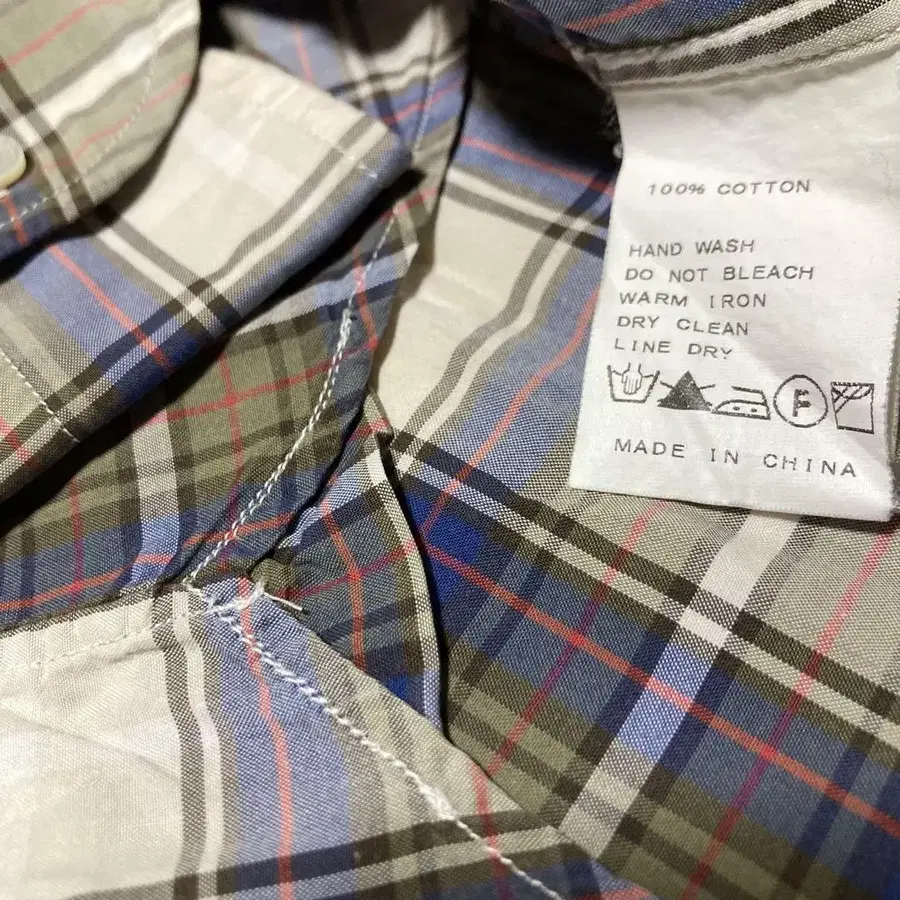 100% COTTON
HAND WASH
DO NOT BLEACH
WARM IRON
DRY CLEAN
LINE DRY
F
MADE IN CHINA